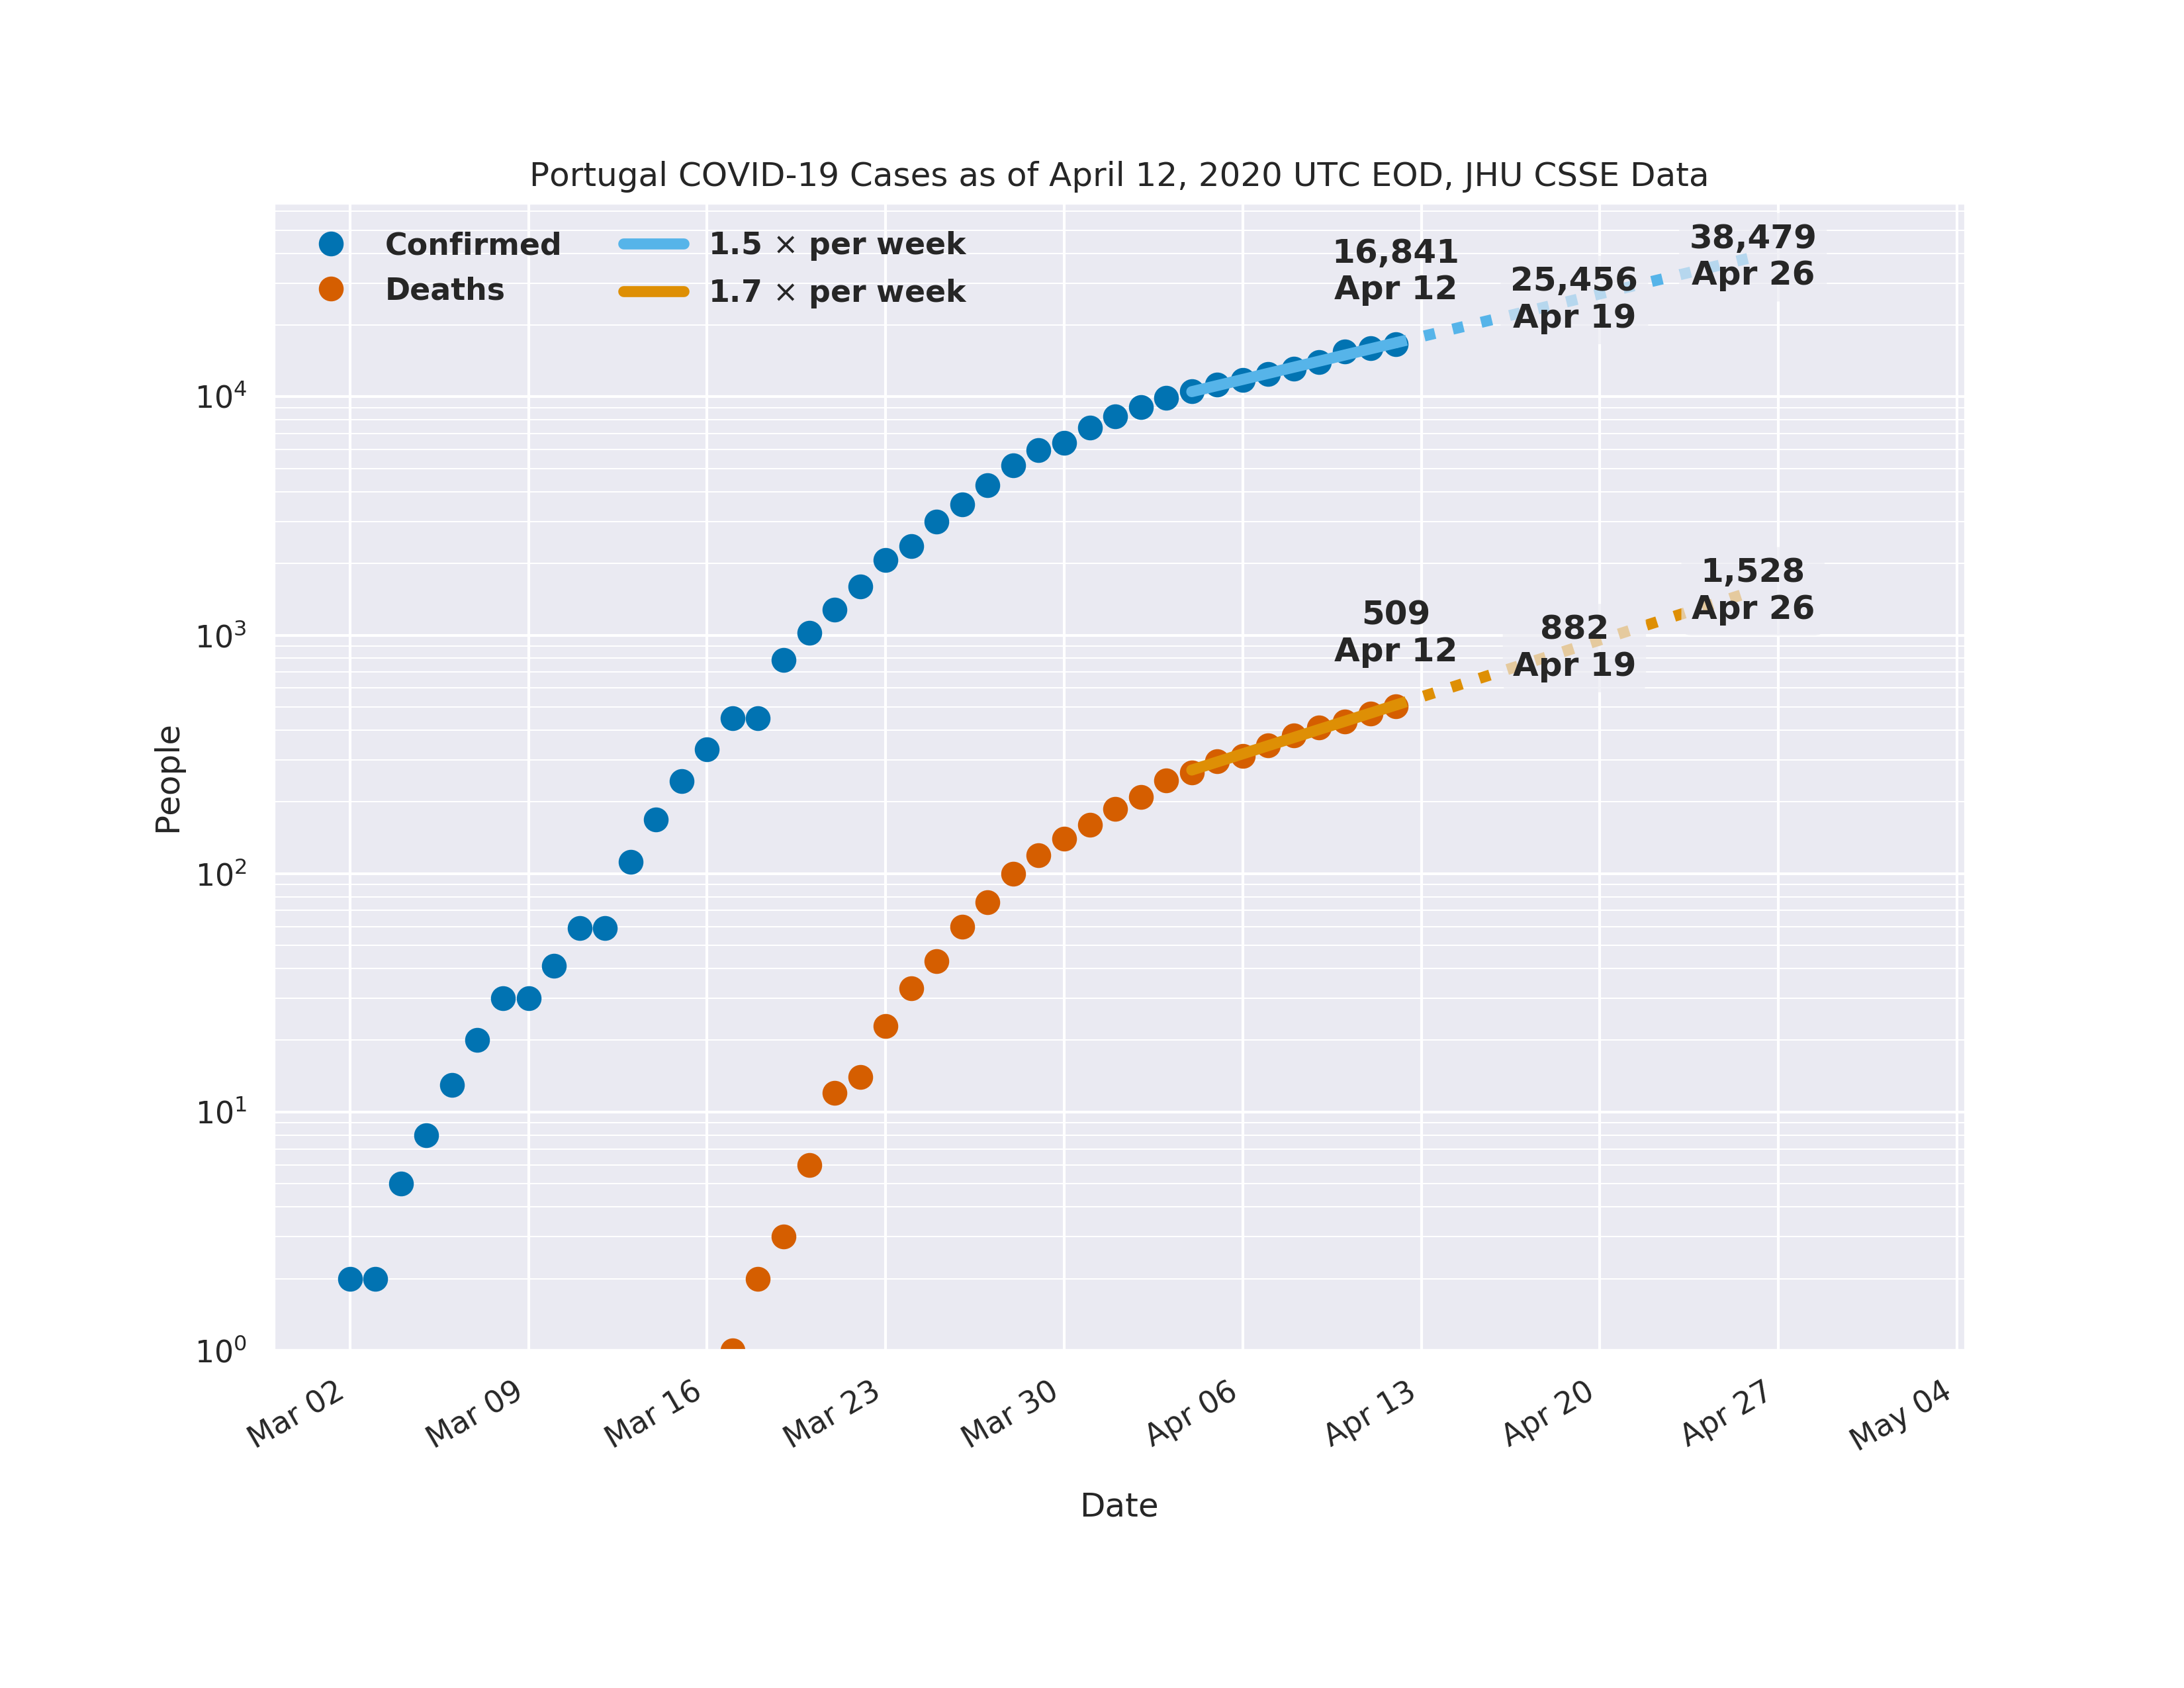 Portugal COVID-19 Cases as of April 12, 2020 UTC EOD, JHU CSSE Data
Confirmed
Deaths
1.5 × per week
1.7 × per week
16,841
Apr 12
25,456
Apr 19
38,479
Apr 26
509
Apr 12
882
Apr 19
1,528
Apr 26
People
10⁴
10³
10²
10¹
10⁰
Mar 02
Mar 09
Mar 16
Mar 23
Mar 30
Apr 06
Apr 13
Apr 20
Apr 27
May 04
Date